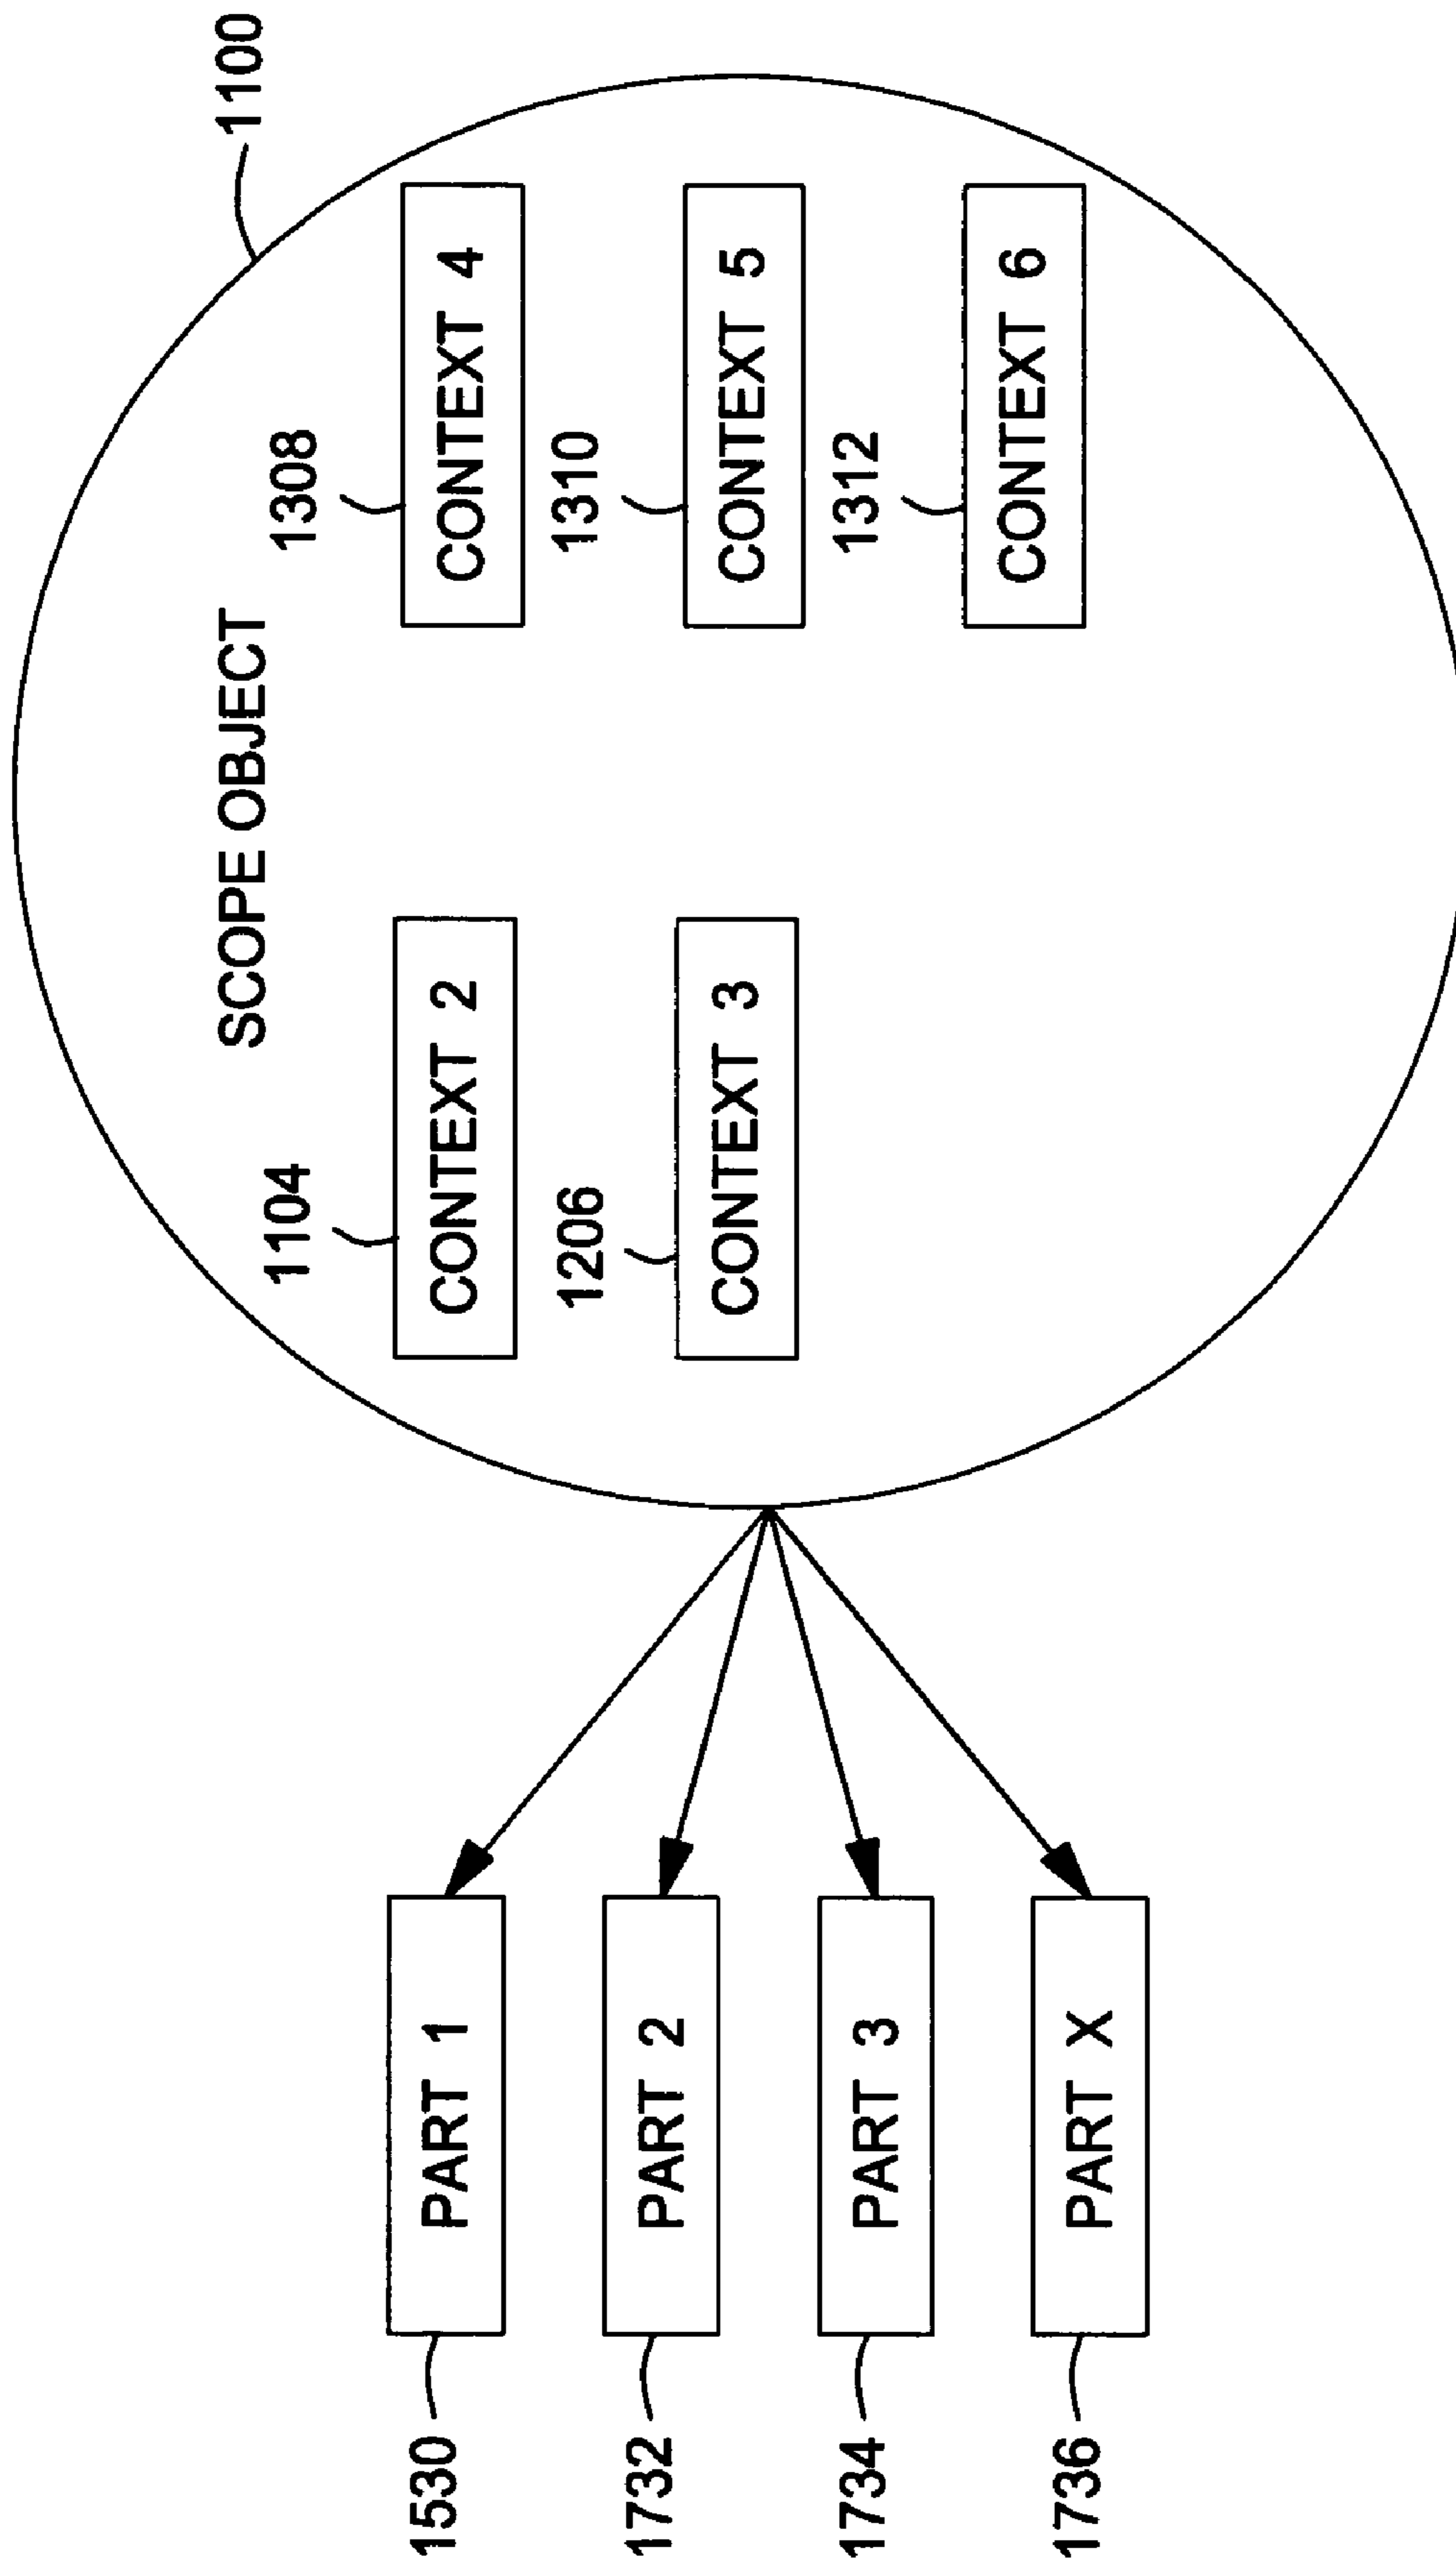 1100
SCOPE OBJECT
1104
CONTEXT 2
1308
CONTEXT 4
1206
CONTEXT 3
1310
CONTEXT 5
1312
CONTEXT 6
1530
PART 1
1732
PART 2
1734
PART 3
1736
PART X